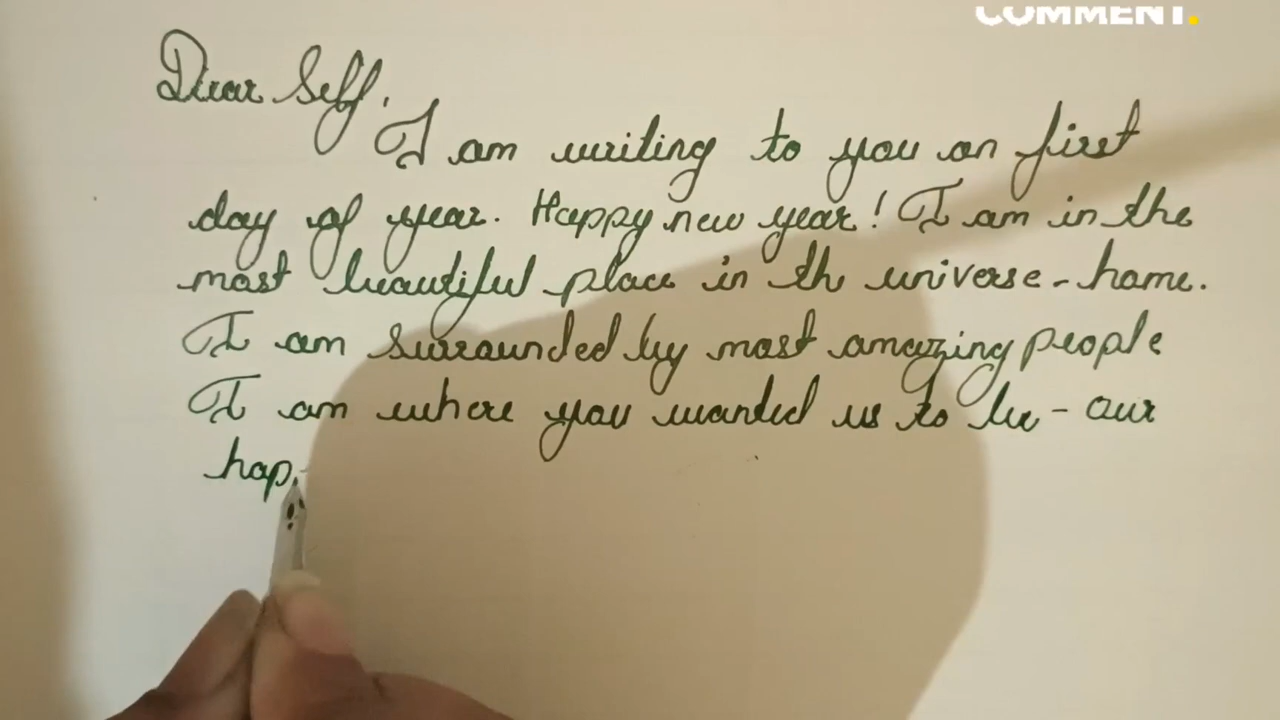 COMMENT.
Dear Self,
I am writing to you on first
day of year. Happy new year! I am in the
most beautiful place in the universe - home.
I am surrounded by most amazing people
I am where you wanted us to be - our
hap